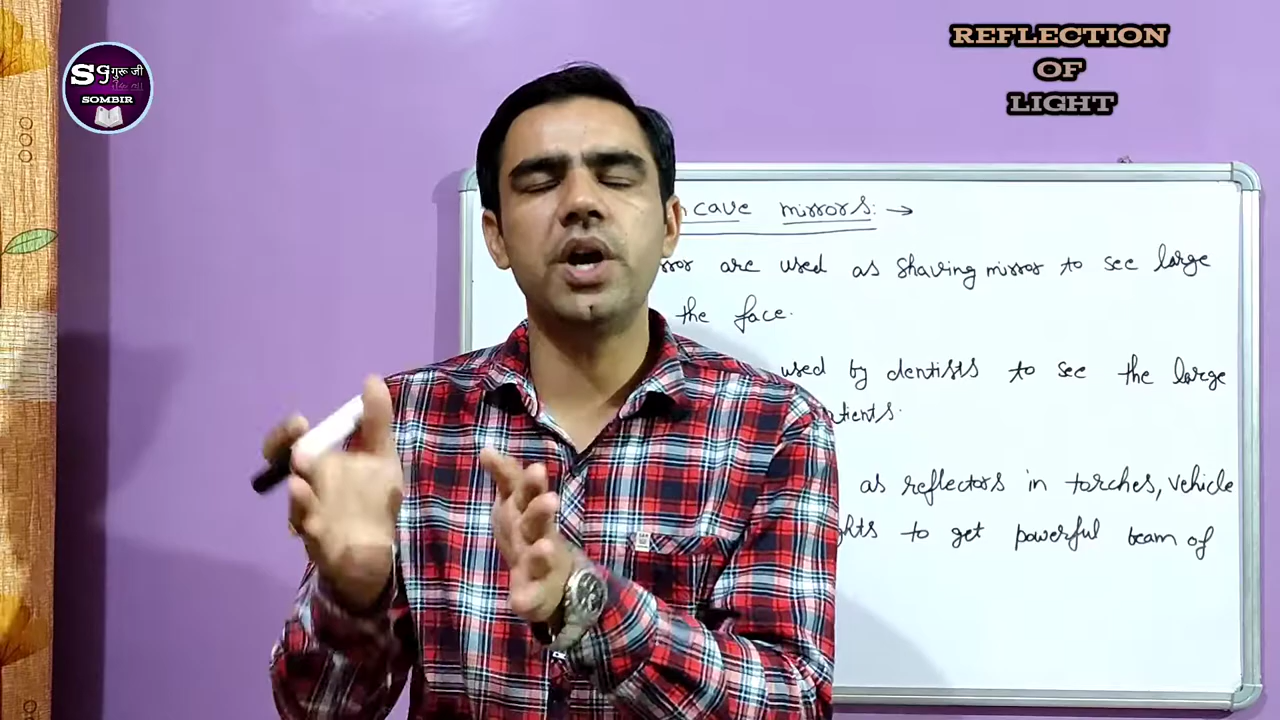 SG गुरू जी
SOMBIR
REFLECTION
OF
LIGHT
cave mirrors: →
ror are used as shaving mirror to see large
the face.
used by dentists to see the large
atients.
as reflectors in torches, vehicle
ghts to get powerful beam of